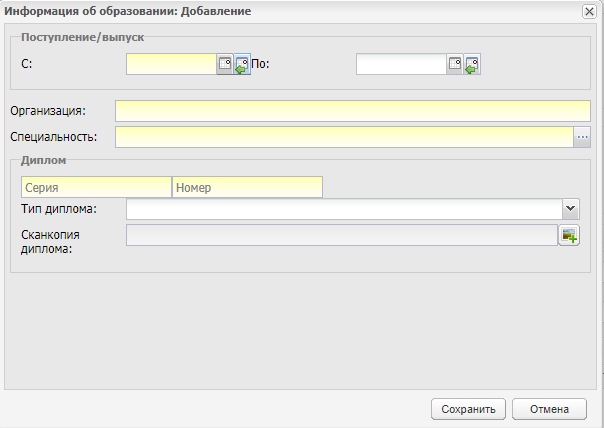 Информация об образовании: Добавление
Поступление/выпуск
С: По:
Организация:
Специальность: ...
Диплом
Серия Номер
Тип диплома:
Сканкопия
диплома:
Сохранить Отмена